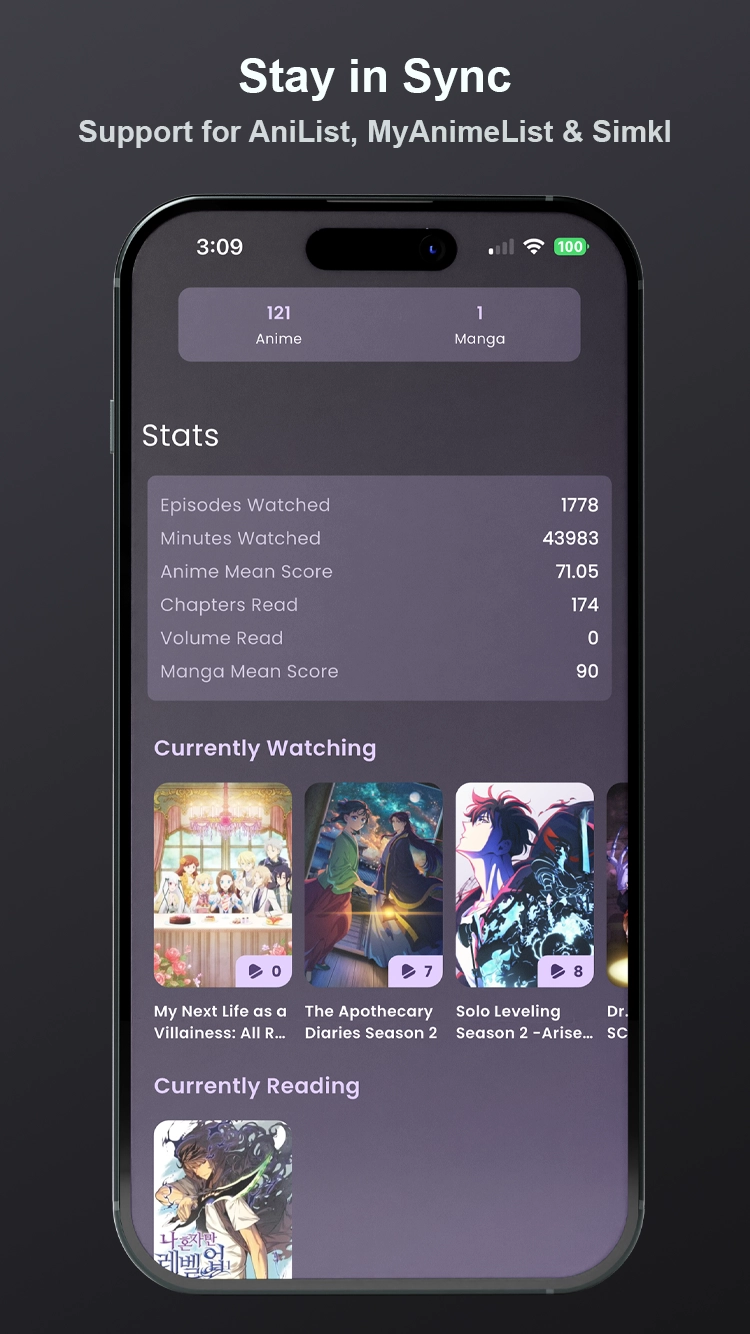 Stay in Sync
Support for AniList, MyAnimeList & Simkl
3:09
100
121
1
Anime
Manga
Stats
Episodes Watched 1778
Minutes Watched 43983
Anime Mean Score 71.05
Chapters Read 174
Volume Read 0
Manga Mean Score 90
Currently Watching
0
7
8
My Next Life as a
Villainess: All R...
The Apothecary
Diaries Season 2
Solo Leveling
Season 2 -Arise...
Dr.
SC
Currently Reading
나 혼자만
레벨업